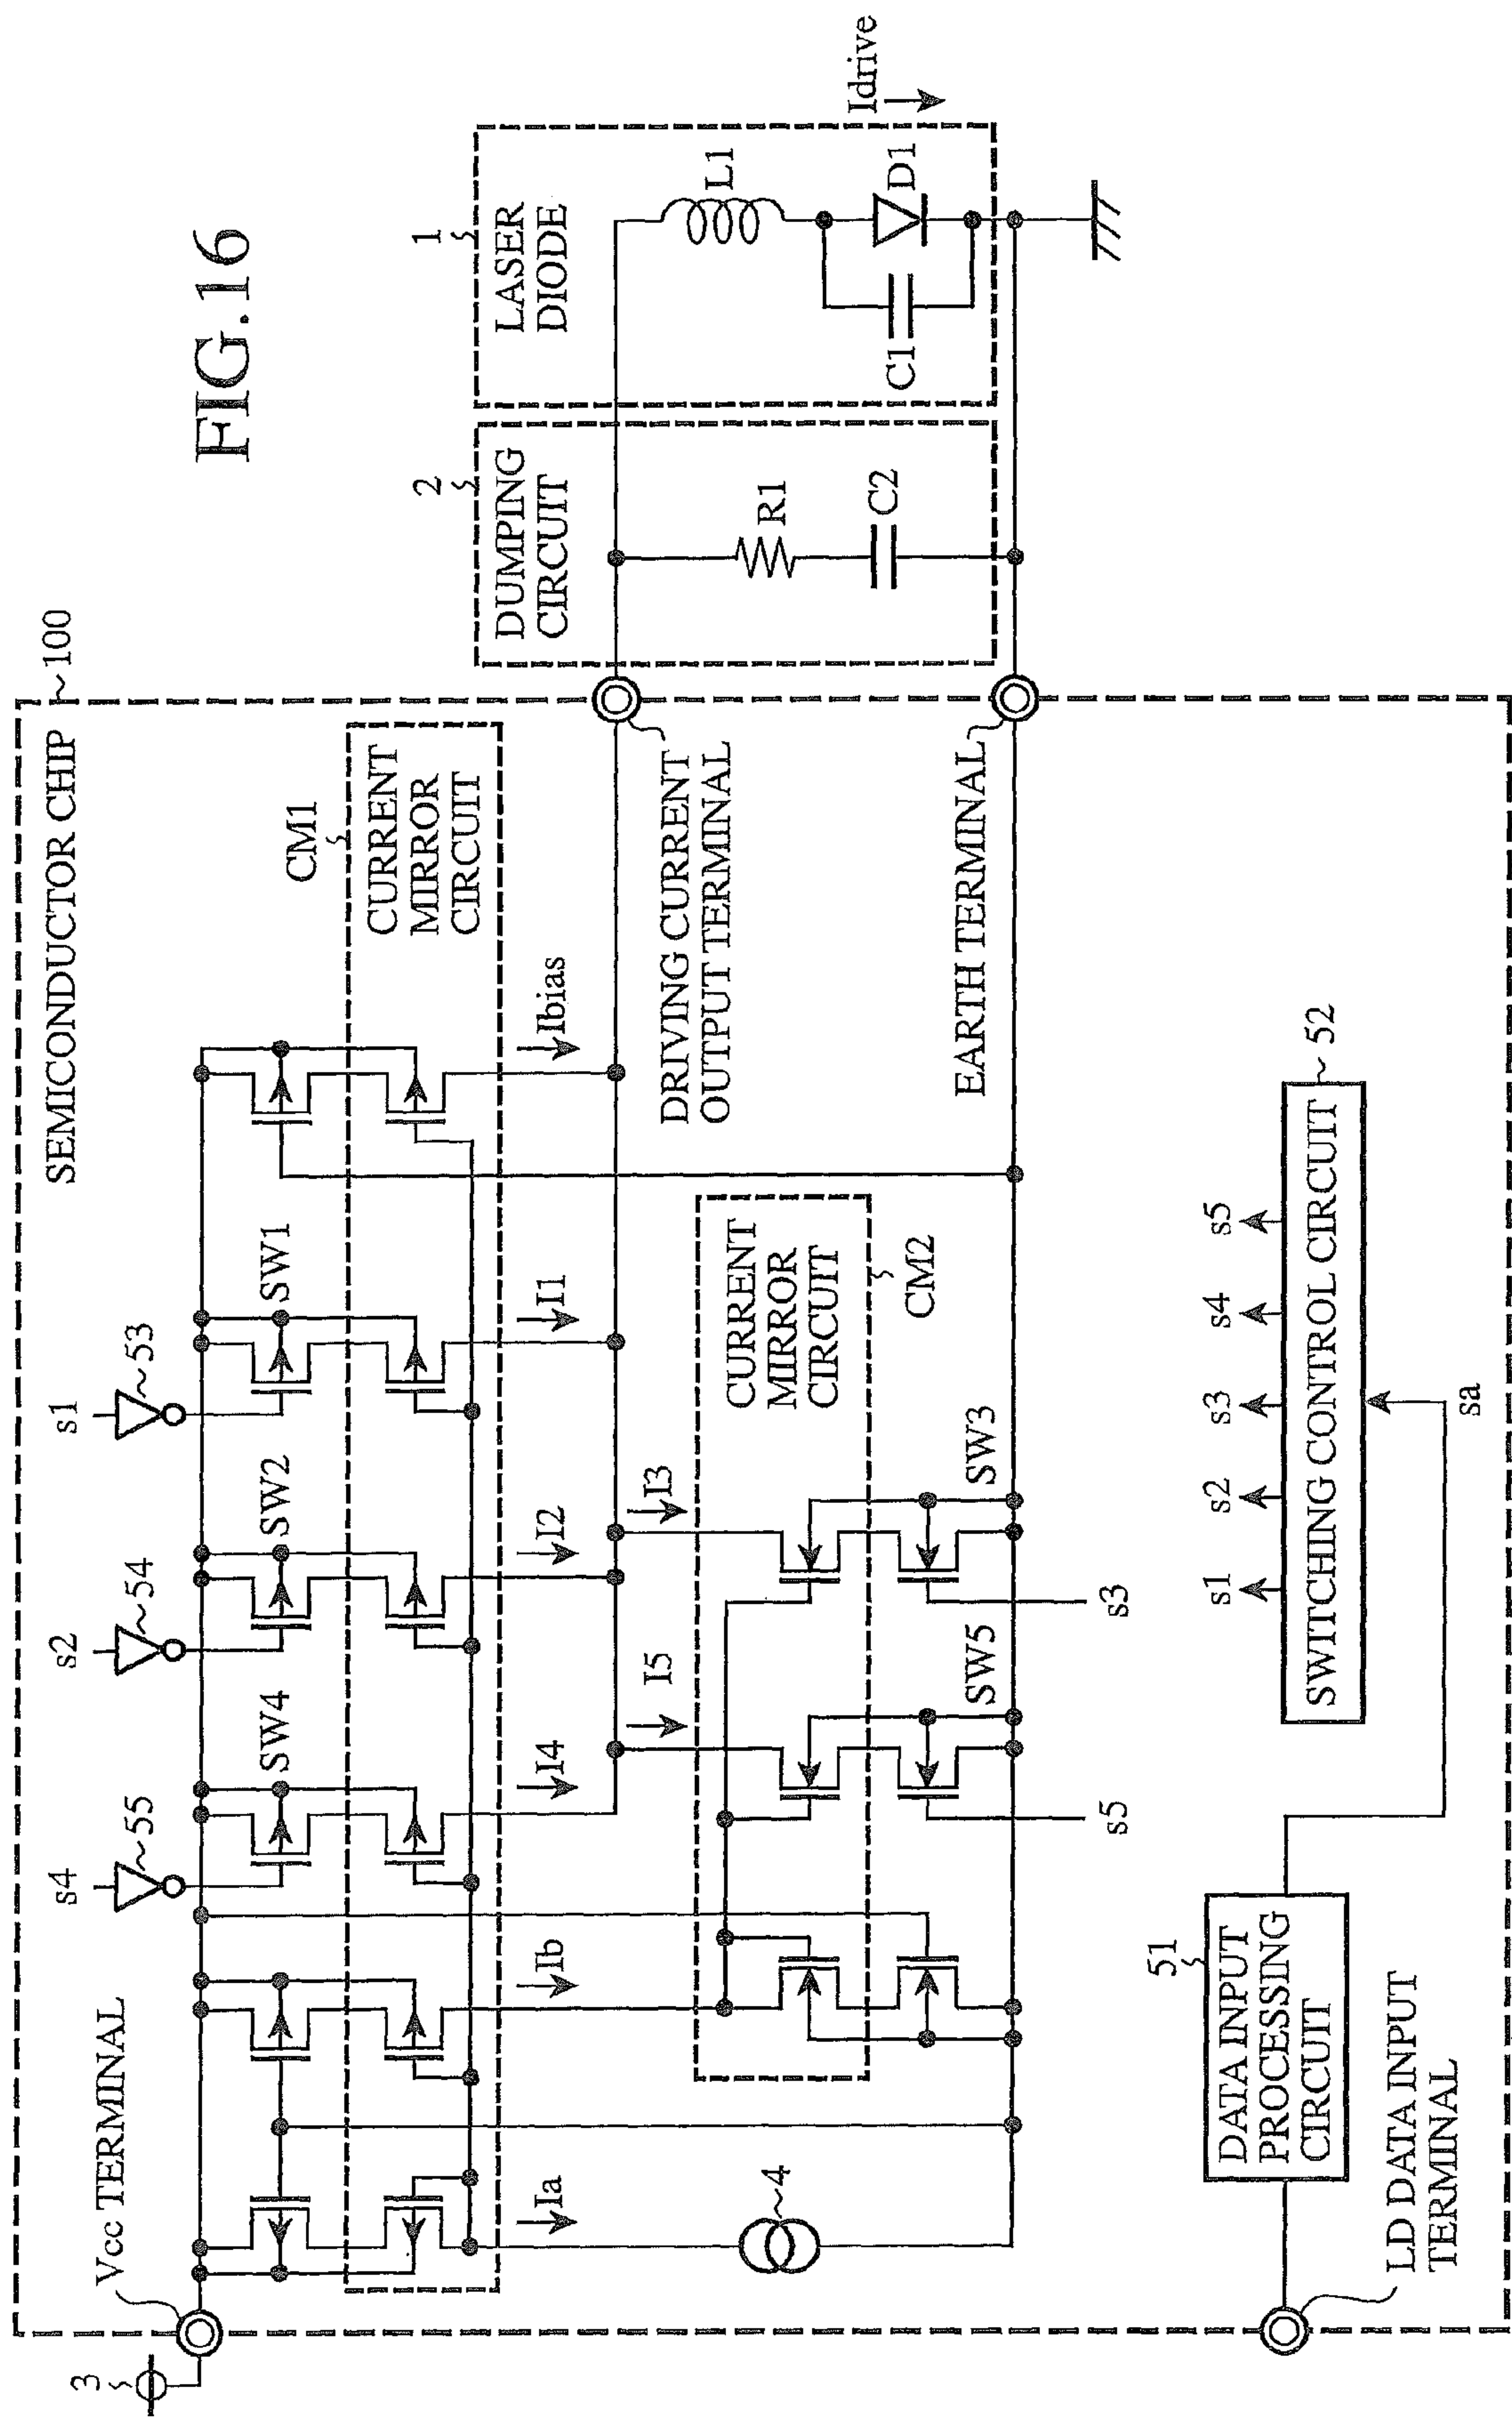 FIG.16
SEMICONDUCTOR CHIP
100
3
Vcc TERMINAL
s4
55
s2
54
s1
53
SW4
SW2
SW1
CM1
CURRENT
MIRROR
CIRCUIT
Ia
Ib
I4
I2
I1
Ibias
2
DUMPING
CIRCUIT
1
LASER
DIODE
I5
I3
DRIVING CURRENT
OUTPUT TERMINAL
R1
C2
L1
C1
D1
Idrive
4
CURRENT
MIRROR
CIRCUIT
CM2
SW5
SW3
EARTH TERMINAL
s5
s3
51
DATA INPUT
PROCESSING
CIRCUIT
s1
s2
s3
s4
s5
SWITCHING CONTROL CIRCUIT
52
sa
LD DATA INPUT
TERMINAL